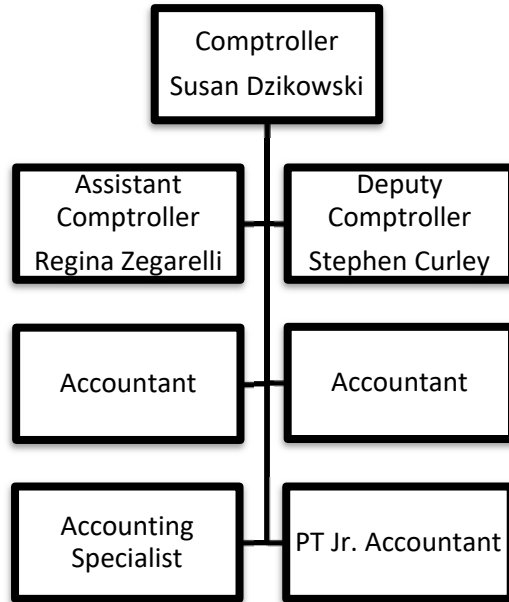 Comptroller
Susan Dzikowski
Assistant
Comptroller
Regina Zegarelli
Deputy
Comptroller
Stephen Curley
Accountant
Accountant
Accounting
Specialist
PT Jr. Accountant